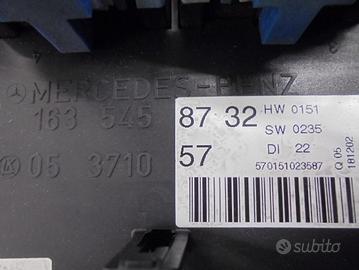 4
MERCEDES-BENZ
163 545
05 3710
87 32
57
HW 0151
SW 0235
DI 22
570151023587
Q 05
181202
subito